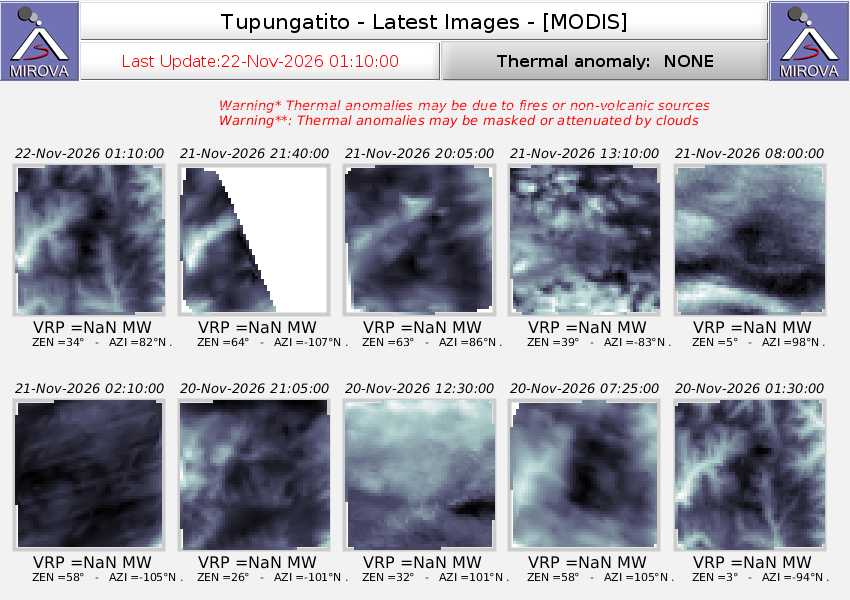 Tupungatito - Latest Images - [MODIS]
MIROVA
MIROVA
Last Update:22-Nov-2026 01:10:00
Thermal anomaly: NONE
Warning* Thermal anomalies may be due to fires or non-volcanic sources
Warning**: Thermal anomalies may be masked or attenuated by clouds
22-Nov-2026 01:10:00 21-Nov-2026 21:40:00 21-Nov-2026 20:05:00 21-Nov-2026 13:10:00 21-Nov-2026 08:00:00
VRP =NaN MW VRP =NaN MW VRP =NaN MW VRP =NaN MW VRP =NaN MW
ZEN =34° - AZI =82°N . ZEN =64° - AZI =-107°N . ZEN =63° - AZI =86°N . ZEN =39° - AZI =-83°N . ZEN =5° - AZI =98°N .
21-Nov-2026 02:10:00 20-Nov-2026 21:05:00 20-Nov-2026 12:30:00 20-Nov-2026 07:25:00 20-Nov-2026 01:30:00
VRP =NaN MW VRP =NaN MW VRP =NaN MW VRP =NaN MW VRP =NaN MW
ZEN =58° - AZI =-105°N . ZEN =26° - AZI =-101°N . ZEN =32° - AZI =101°N . ZEN =58° - AZI =105°N . ZEN =3° - AZI =-94°N .